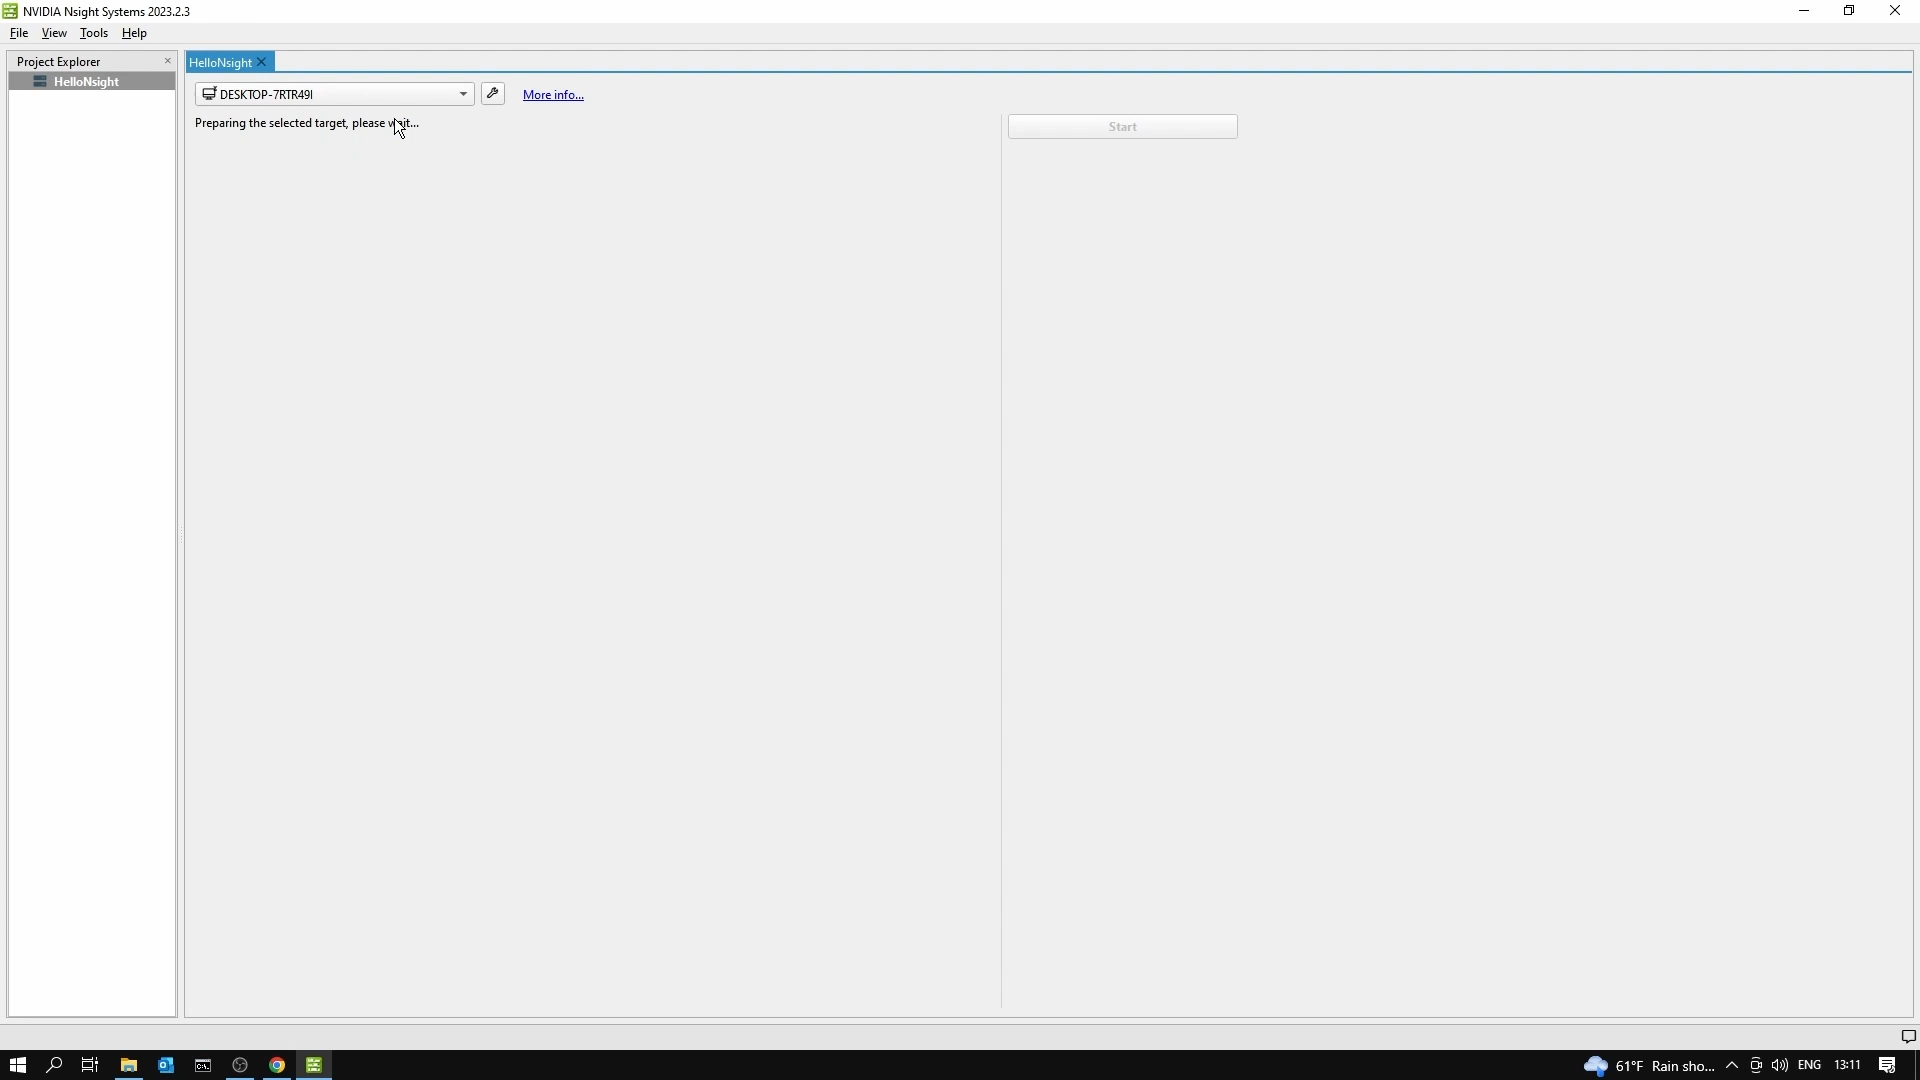 NVIDIA Nsight Systems 2023.2.3
File View Tools Help
Project Explorer
HelloNsight
HelloNsight
DESKTOP-7RTR49I
More info...
Preparing the selected target, please wait...
Start
61°F Rain sho...
ENG
13:11